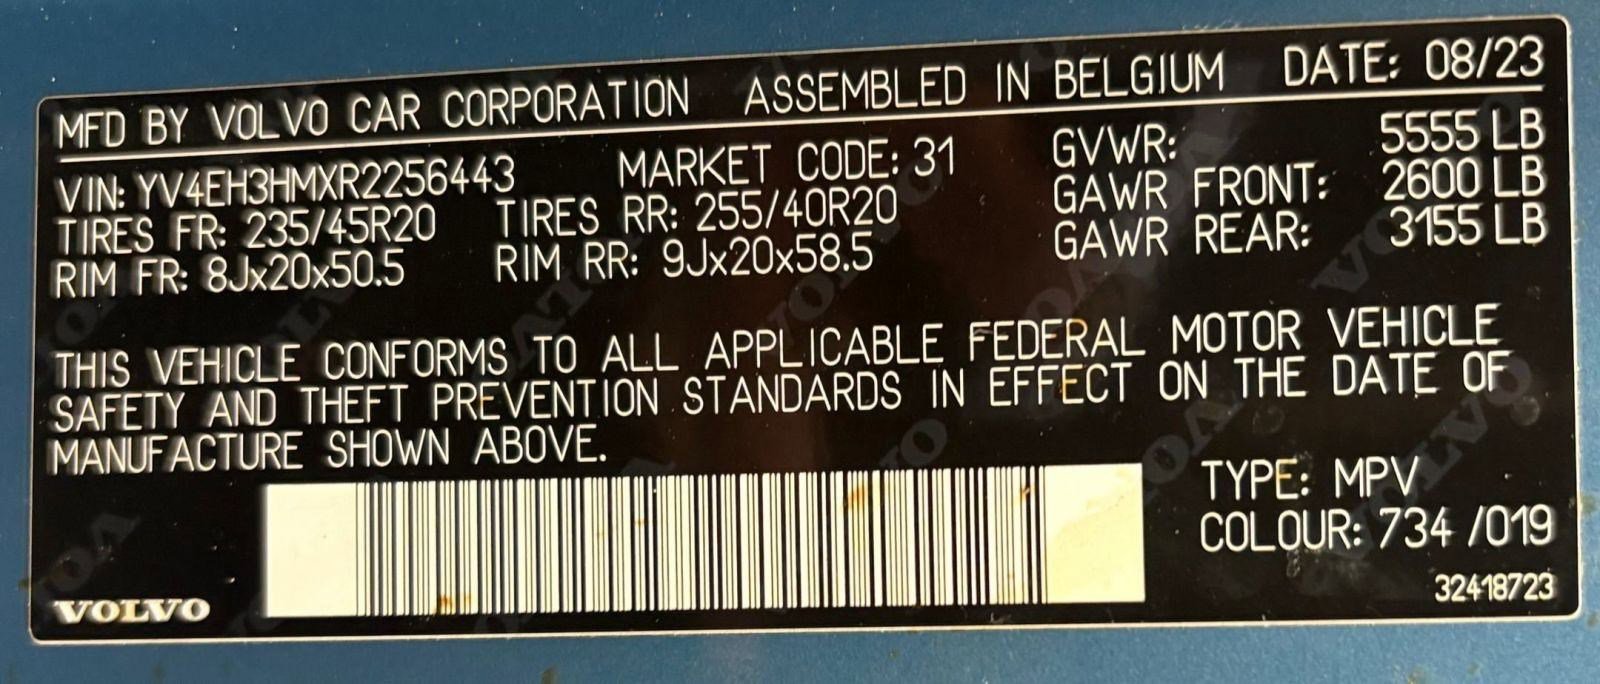 MFD BY VOLVO CAR CORPORATION ASSEMBLED IN BELGIUM DATE: 08/23
VIN: YV4EH3HMXR2256443 MARKET CODE: 31 GVWR: 5555 LB
TIRES FR: 235/45R20 TIRES RR: 255/40R20 GAWR FRONT: 2600 LB
RIM FR: 8Jx20x50.5 RIM RR: 9Jx20x58.5 GAWR REAR: 3155 LB
THIS VEHICLE CONFORMS TO ALL APPLICABLE FEDERAL MOTOR VEHICLE
SAFETY AND THEFT PREVENTION STANDARDS IN EFFECT ON THE DATE OF
MANUFACTURE SHOWN ABOVE.
TYPE: MPV
COLOUR: 734 /019
VOLVO 32418723